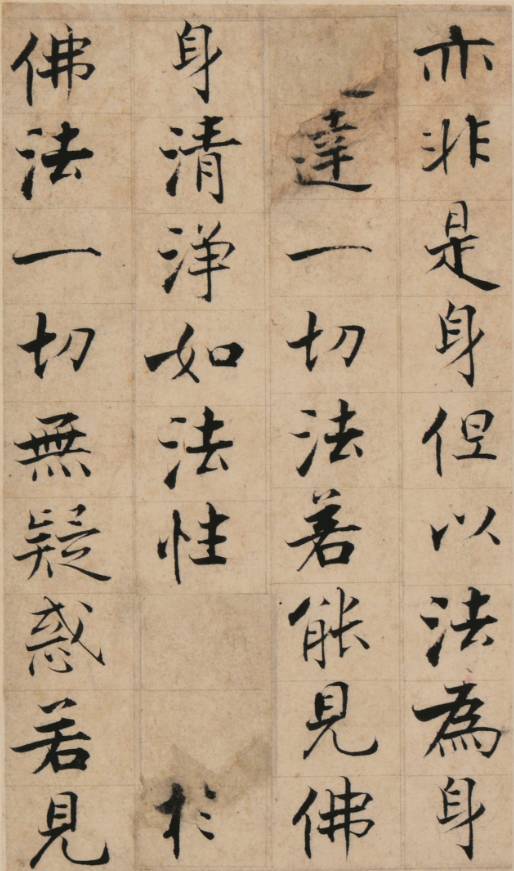 亦非是身但以法為身
達一切法若能見佛
身清淨如法性於
佛法一切無疑惑若見